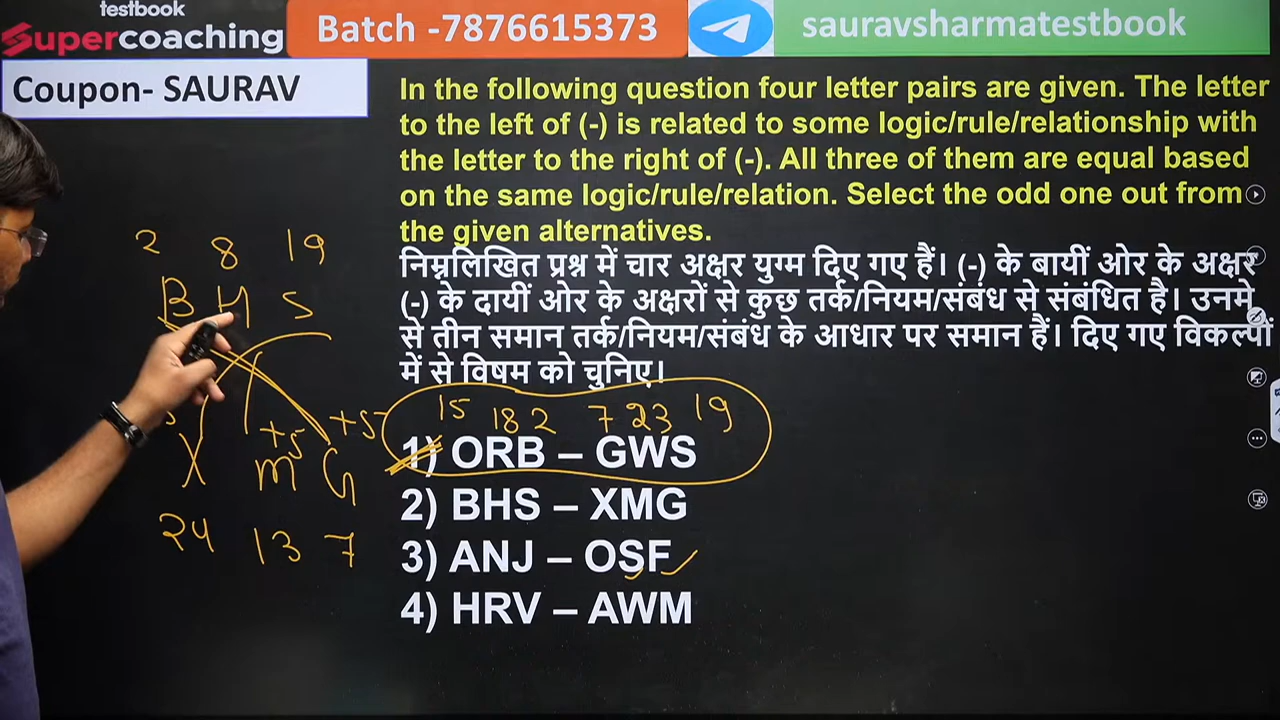 testbook
Supercoaching
Batch -7876615373
sauravsharmatestbook
Coupon- SAURAV
In the following question four letter pairs are given. The letter
to the left of (-) is related to some logic/rule/relationship with
the letter to the right of (-). All three of them are equal based
on the same logic/rule/relation. Select the odd one out from
the given alternatives.
निम्नलिखित प्रश्न में चार अक्षर युग्म दिए गए हैं। (-) के बायीं ओर के अक्षर
(-) के दायीं ओर के अक्षरों से कुछ तर्क/नियम/संबंध से संबंधित है। उनमे
से तीन समान तर्क/नियम/संबंध के आधार पर समान हैं। दिए गए विकल्पों
में से विषम को चुनिए।
2 8 19
B H S
+5 +5
X M G
24 13 7
15 18 2 7 23 19
1) ORB – GWS
2) BHS – XMG
3) ANJ – OSF
4) HRV – AWM